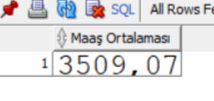 SQL All Rows Fe
Maaş Ortalaması
1 3509,07